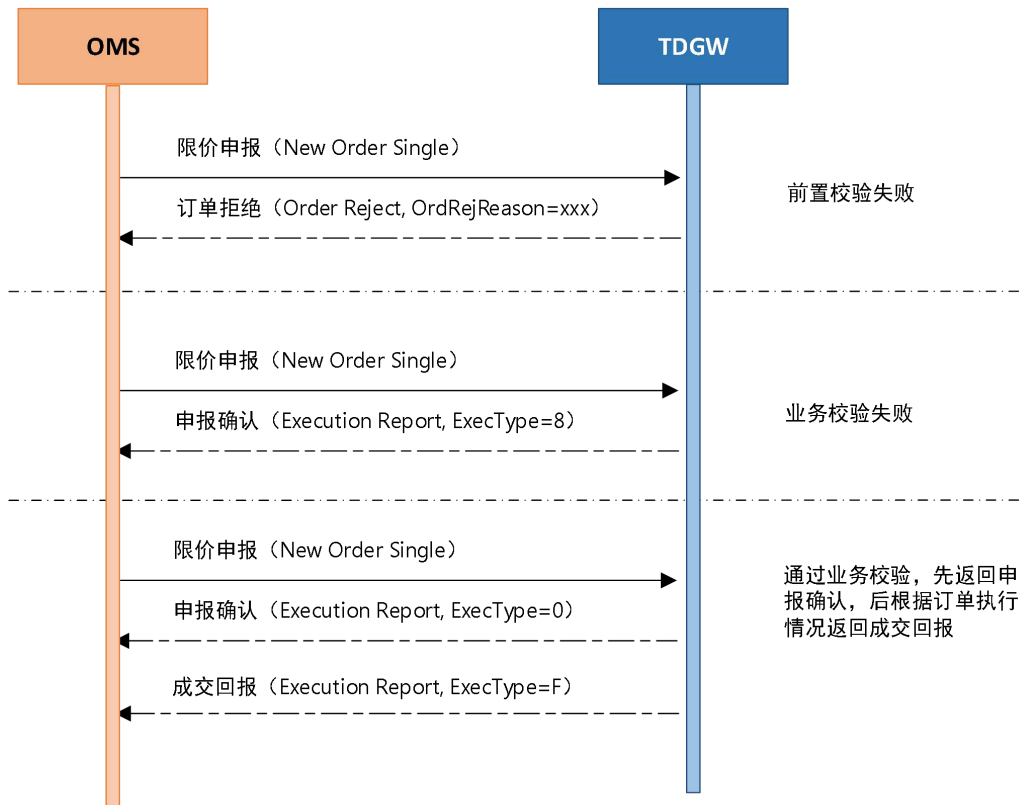 OMS
TDGW
限价申报（New Order Single）
订单拒绝（Order Reject, OrdRejReason=xxx）
前置校验失败
限价申报（New Order Single）
申报确认（Execution Report, ExecType=8）
业务校验失败
限价申报（New Order Single）
申报确认（Execution Report, ExecType=0）
成交回报（Execution Report, ExecType=F）
通过业务校验，先返回申
报确认，后根据订单执行
情况返回成交回报